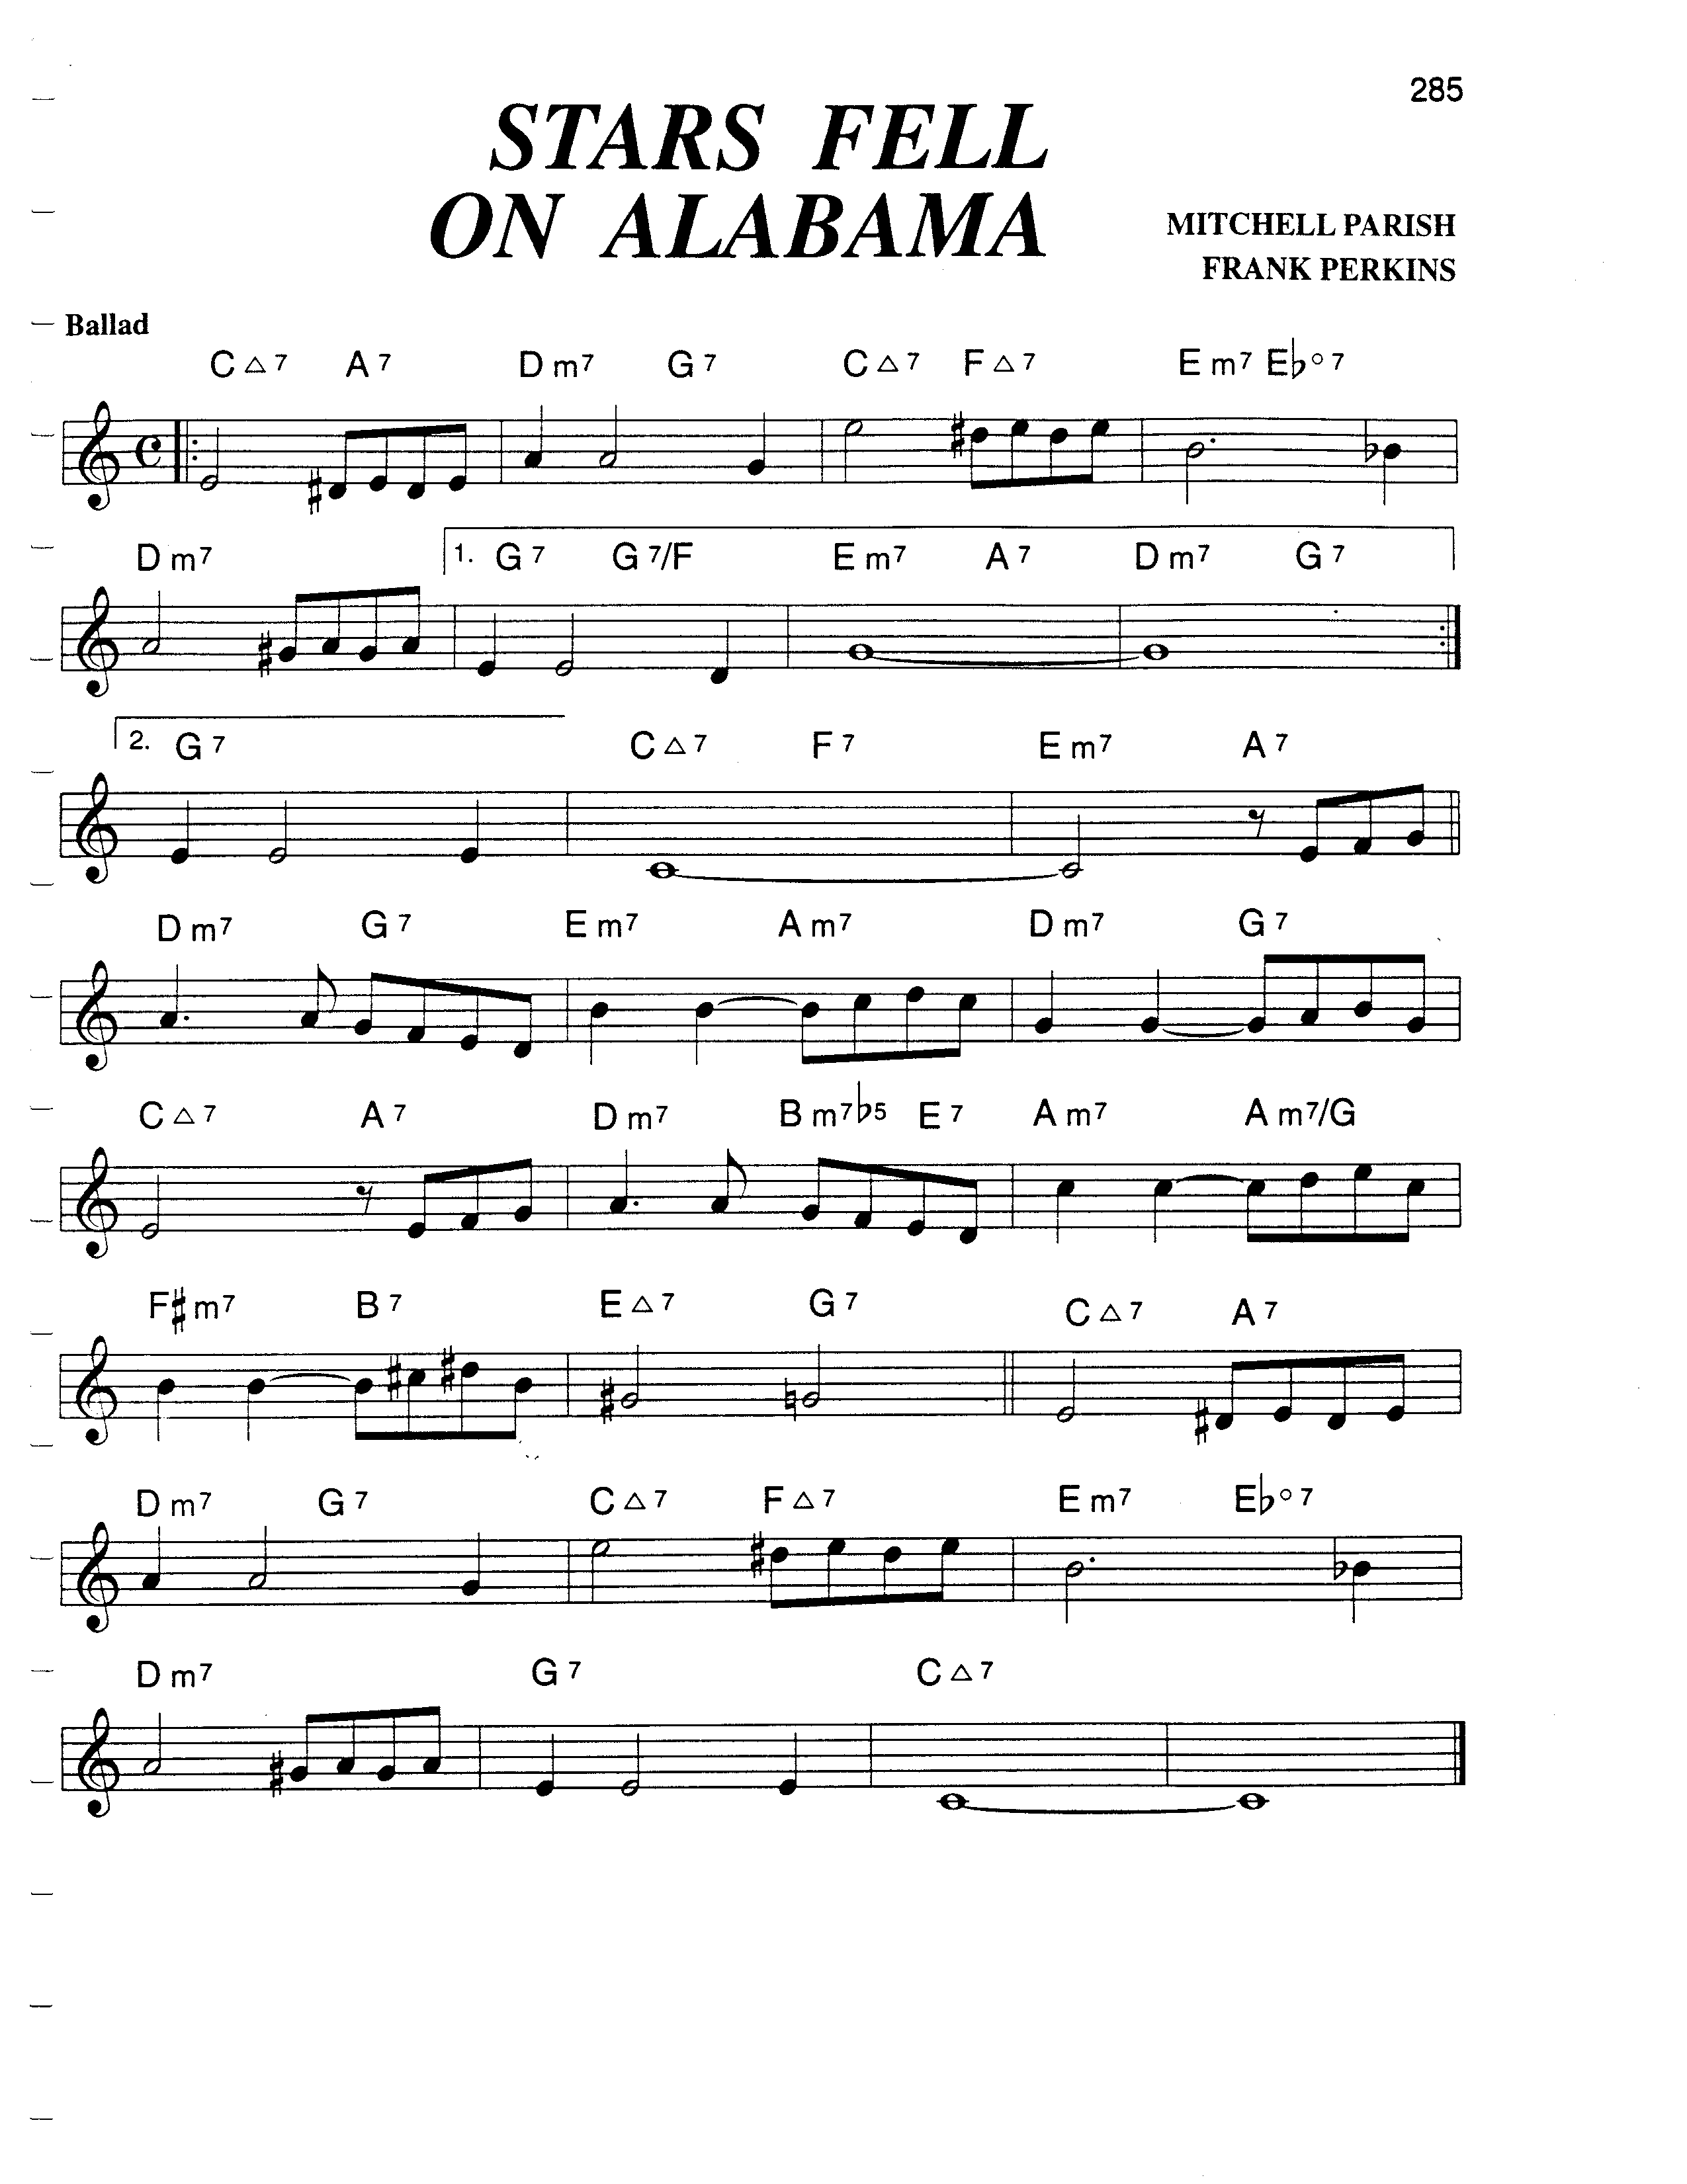 285
STARS FELL
ON ALABAMA
MITCHELL PARISH
FRANK PERKINS
Ballad
C△7 A7 Dm7 G7 C△7 F△7 Em7 E♭°7
Dm7 1. G7 G7/F Em7 A7 Dm7 G7
2. G7 C△7 F7 Em7 A7
Dm7 G7 Em7 Am7 Dm7 G7
C△7 A7 Dm7 Bm7♭5 E7 Am7 Am7/G
F#m7 B7 E△7 G7 C△7 A7
Dm7 G7 C△7 F△7 Em7 E♭°7
Dm7 G7 C△7